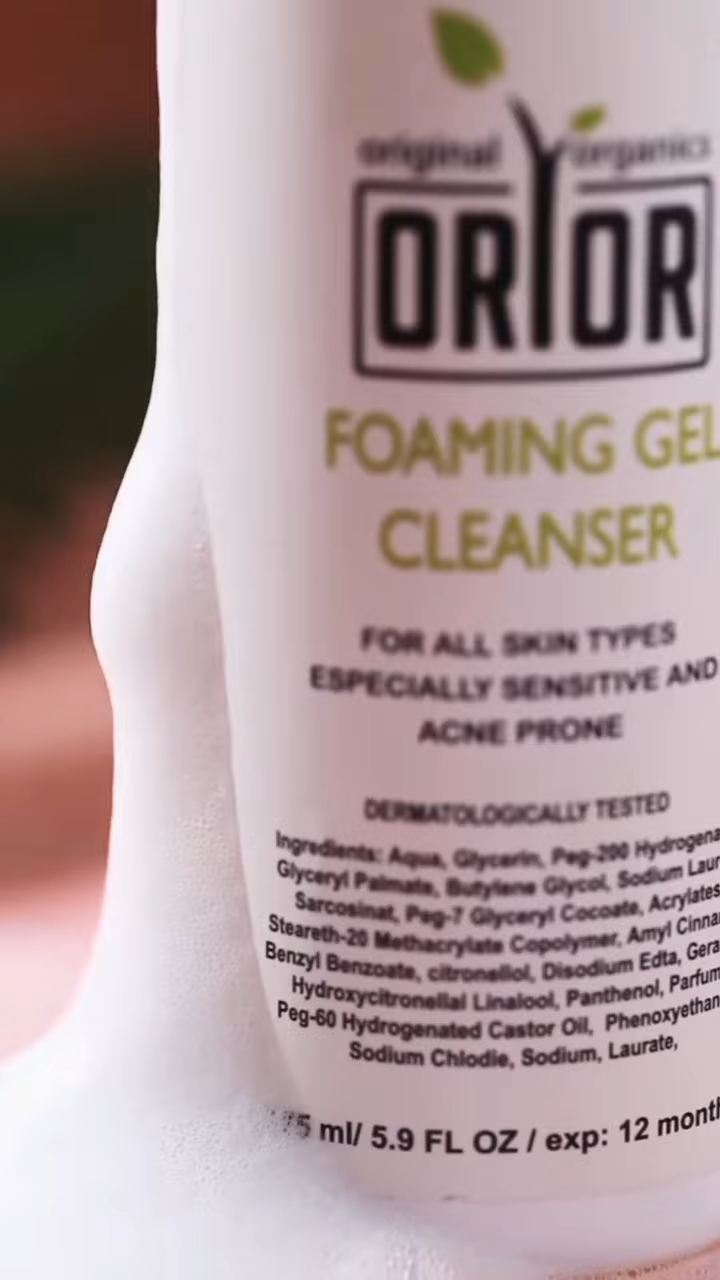 original organics
ORYOR
FOAMING GEL
CLEANSER
FOR ALL SKIN TYPES
ESPECIALLY SENSITIVE AND
ACNE PRONE
DERMATOLOGICALLY TESTED
Ingredients: Aqua, Glycerin, Peg-200 Hydrogena
Glyceryl Palmate, Butylene Glycol, Sodium Laur
Sarcosinat, Peg-7 Glyceryl Cocoate, Acrylates
Steareth-20 Methacrylate Copolymer, Amyl Cinna
Benzyl Benzoate, citronellol, Disodium Edta, Gera
Hydroxycitronellal Linalool, Panthenol, Parfum
Peg-60 Hydrogenated Castor Oil, Phenoxyethan
Sodium Chlodie, Sodium, Laurate,
5 ml/ 5.9 FL OZ / exp: 12 month